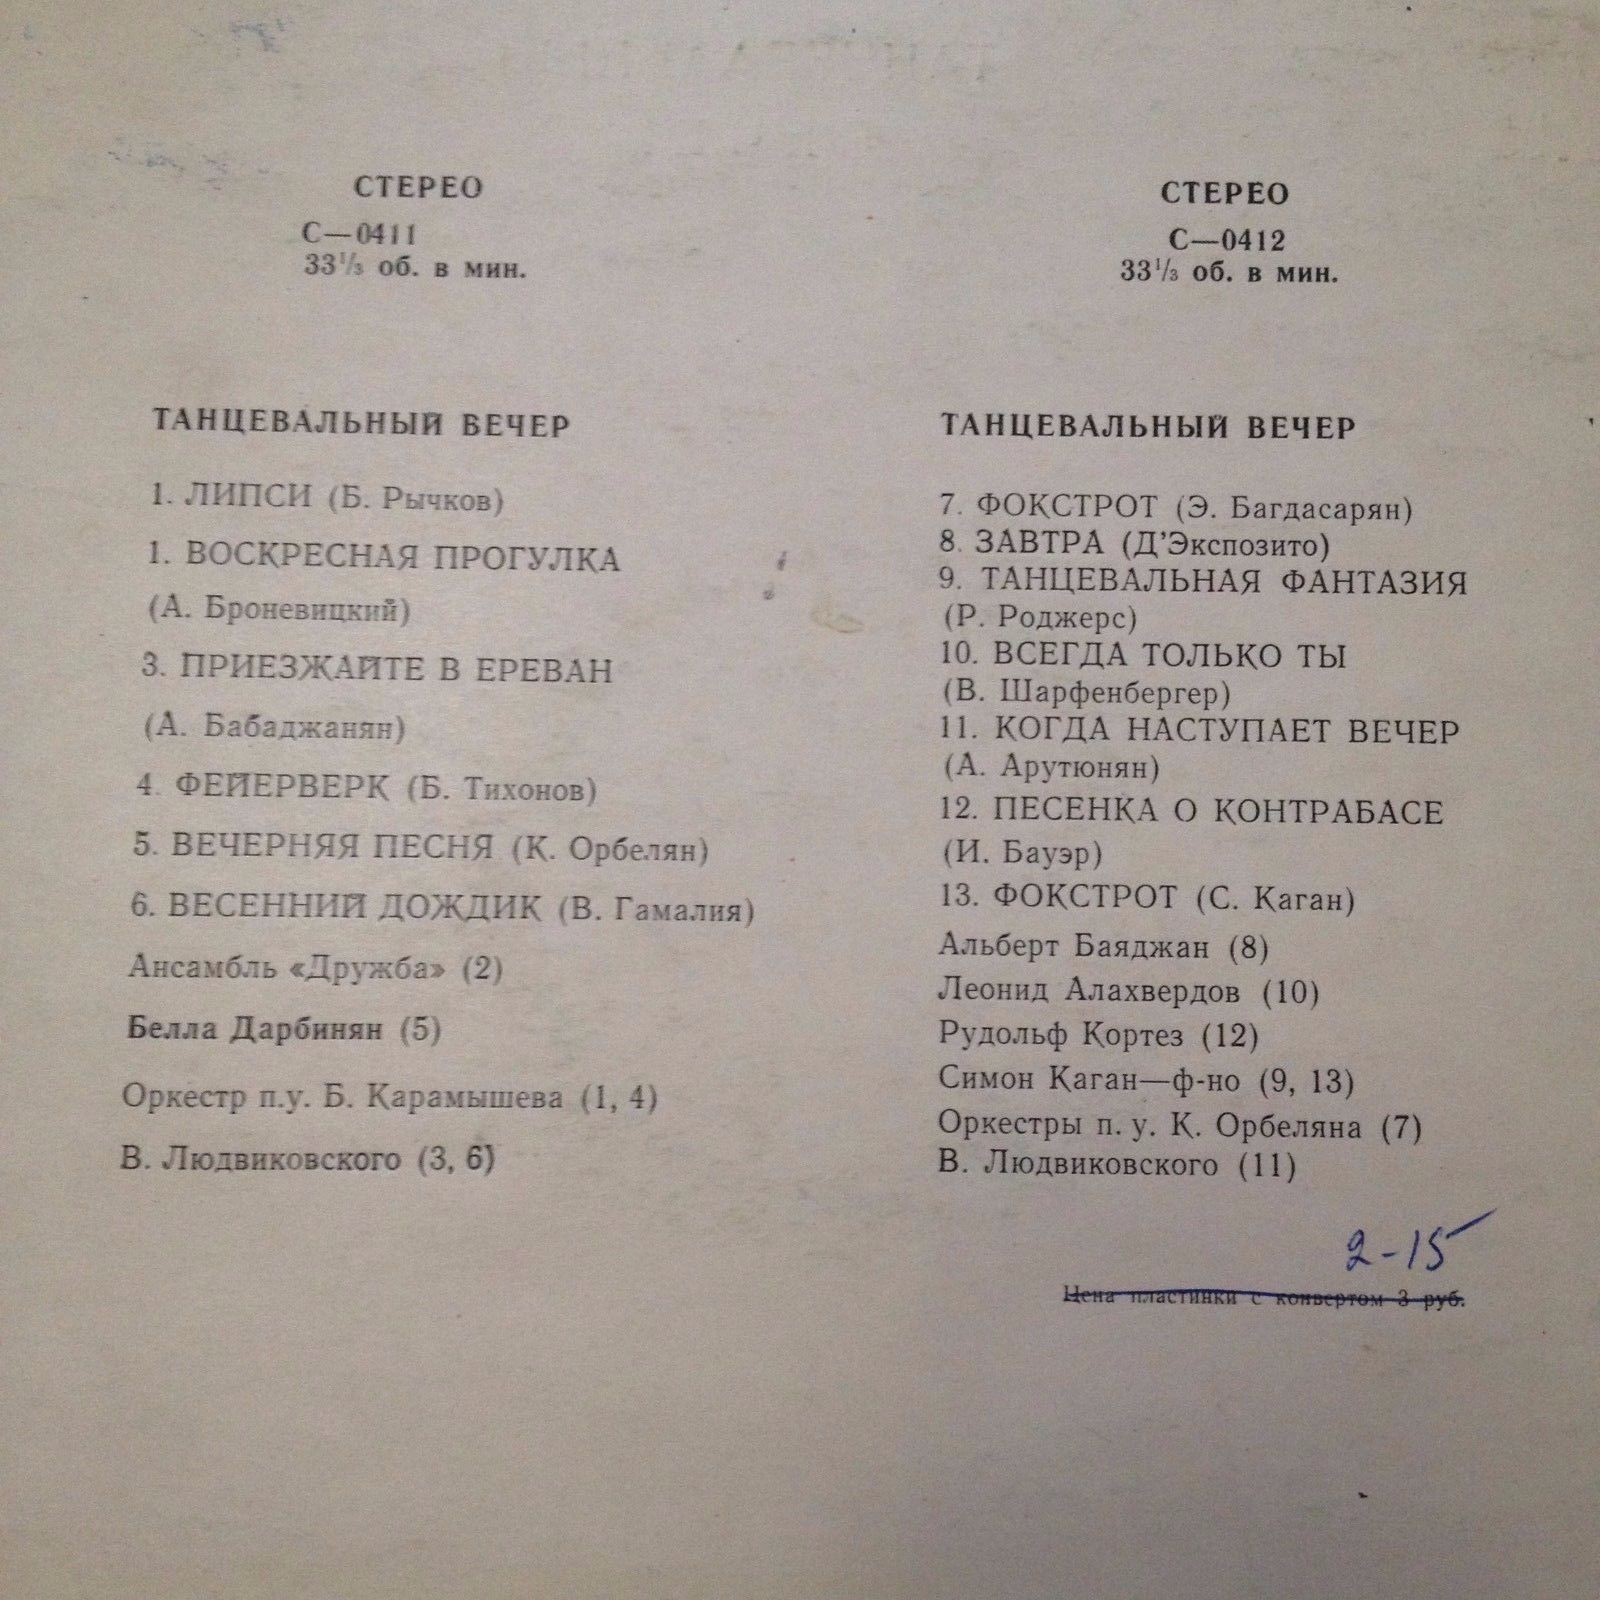 СТЕРЕО
С—0411
33⅓ об. в мин.
ТАНЦЕВАЛЬНЫЙ ВЕЧЕР
1. ЛИПСИ (Б. Рычков)
1. ВОСКРЕСНАЯ ПРОГУЛКА
(А. Броневицкий)
3. ПРИЕЗЖАЙТЕ В ЕРЕВАН
(А. Бабаджанян)
4. ФЕЙЕРВЕРК (Б. Тихонов)
5. ВЕЧЕРНЯЯ ПЕСНЯ (К. Орбелян)
6. ВЕСЕННИЙ ДОЖДИК (В. Гамалия)
Ансамбль «Дружба» (2)
Белла Дарбинян (5)
Оркестр п.у. Б. Карамышева (1, 4)
В. Людвиковского (3, 6)
СТЕРЕО
С—0412
33⅓ об. в мин.
ТАНЦЕВАЛЬНЫЙ ВЕЧЕР
7. ФОКСТРОТ (Э. Багдасарян)
8. ЗАВТРА (Д'Экспозито)
9. ТАНЦЕВАЛЬНАЯ ФАНТАЗИЯ
(Р. Роджерс)
10. ВСЕГДА ТОЛЬКО ТЫ
(В. Шарфенбергер)
11. КОГДА НАСТУПАЕТ ВЕЧЕР
(А. Арутюнян)
12. ПЕСЕНКА О КОНТРАБАСЕ
(И. Бауэр)
13. ФОКСТРОТ (С. Каган)
Альберт Баяджан (8)
Леонид Алахвердов (10)
Рудольф Кортез (12)
Симон Каган—ф-но (9, 13)
Оркестры п. у. К. Орбеляна (7)
В. Людвиковского (11)
2-15
Цена пластинки с конвертом 3 руб.